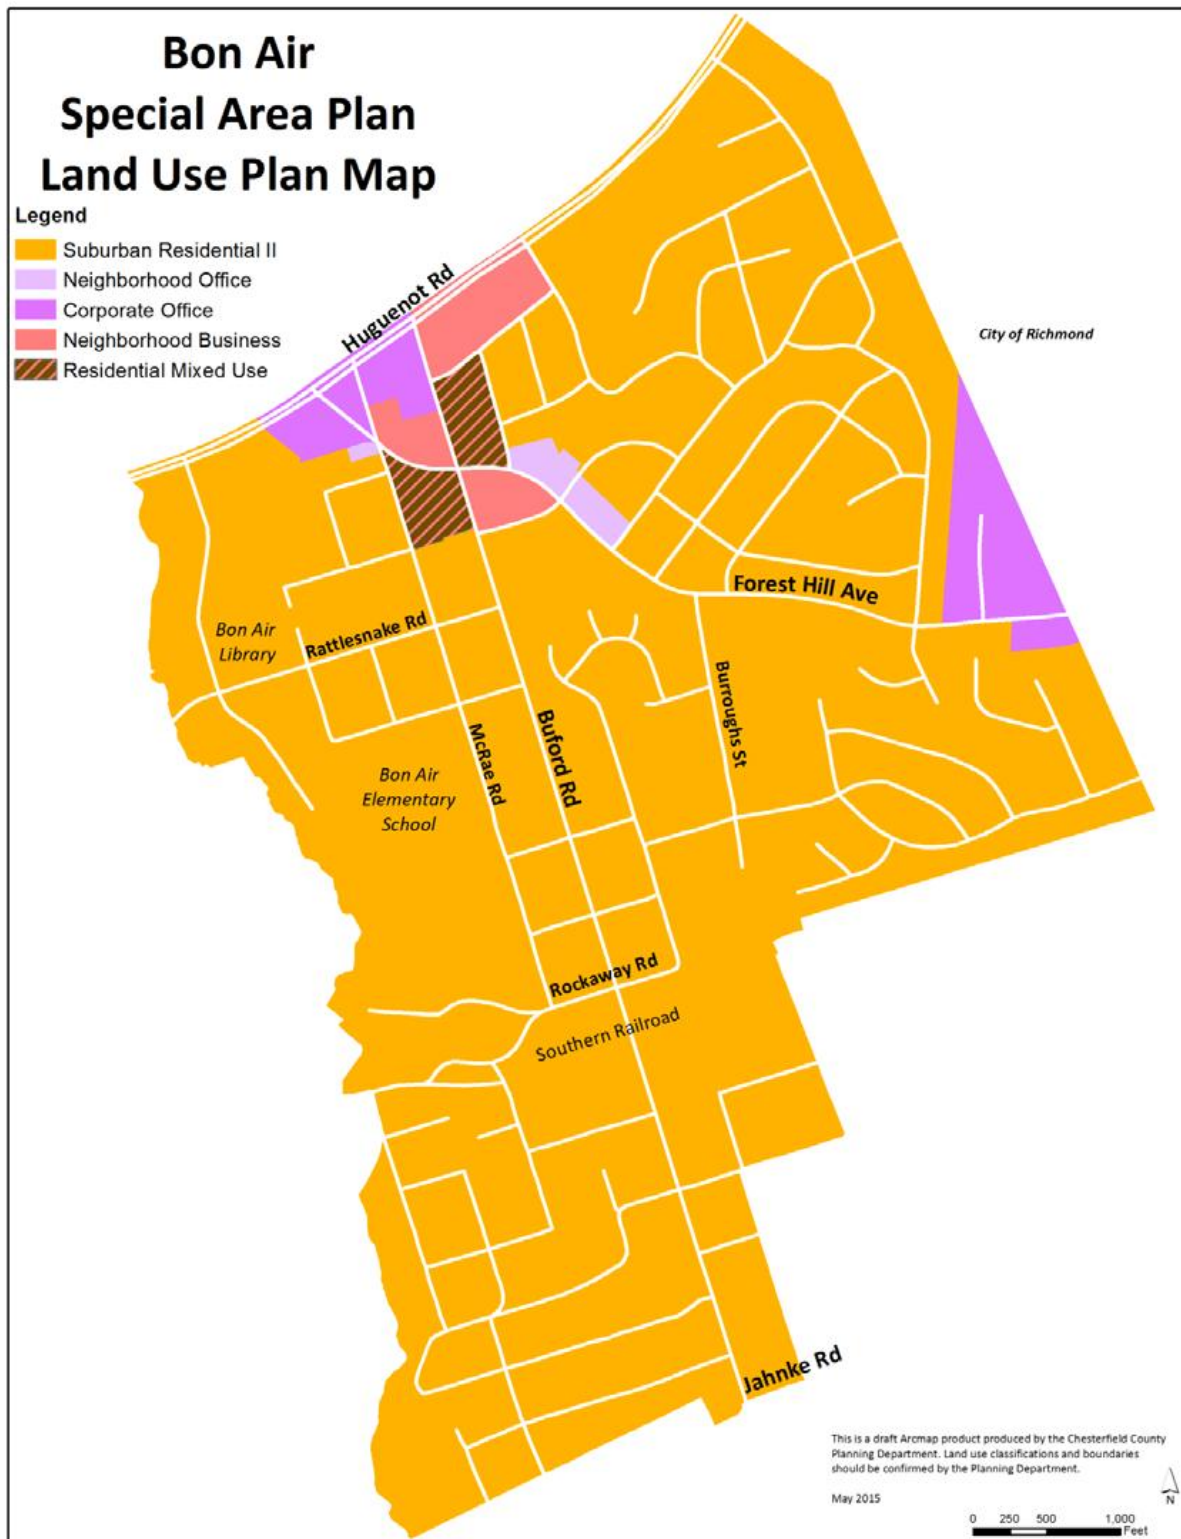 Bon Air
Special Area Plan
Land Use Plan Map
Legend
Suburban Residential II
Neighborhood Office
Corporate Office
Neighborhood Business
Residential Mixed Use
Huguenot Rd
City of Richmond
Forest Hill Ave
Bon Air
Library
Rattlesnake Rd
Burroughs St
Buford Rd
McRae Rd
Bon Air
Elementary
School
Rockaway Rd
Southern Railroad
Jahnke Rd
This is a draft Arcmap product produced by the Chesterfield County
Planning Department. Land use classifications and boundaries
should be confirmed by the Planning Department.
May 2015
N
0 250 500 1,000
Feet